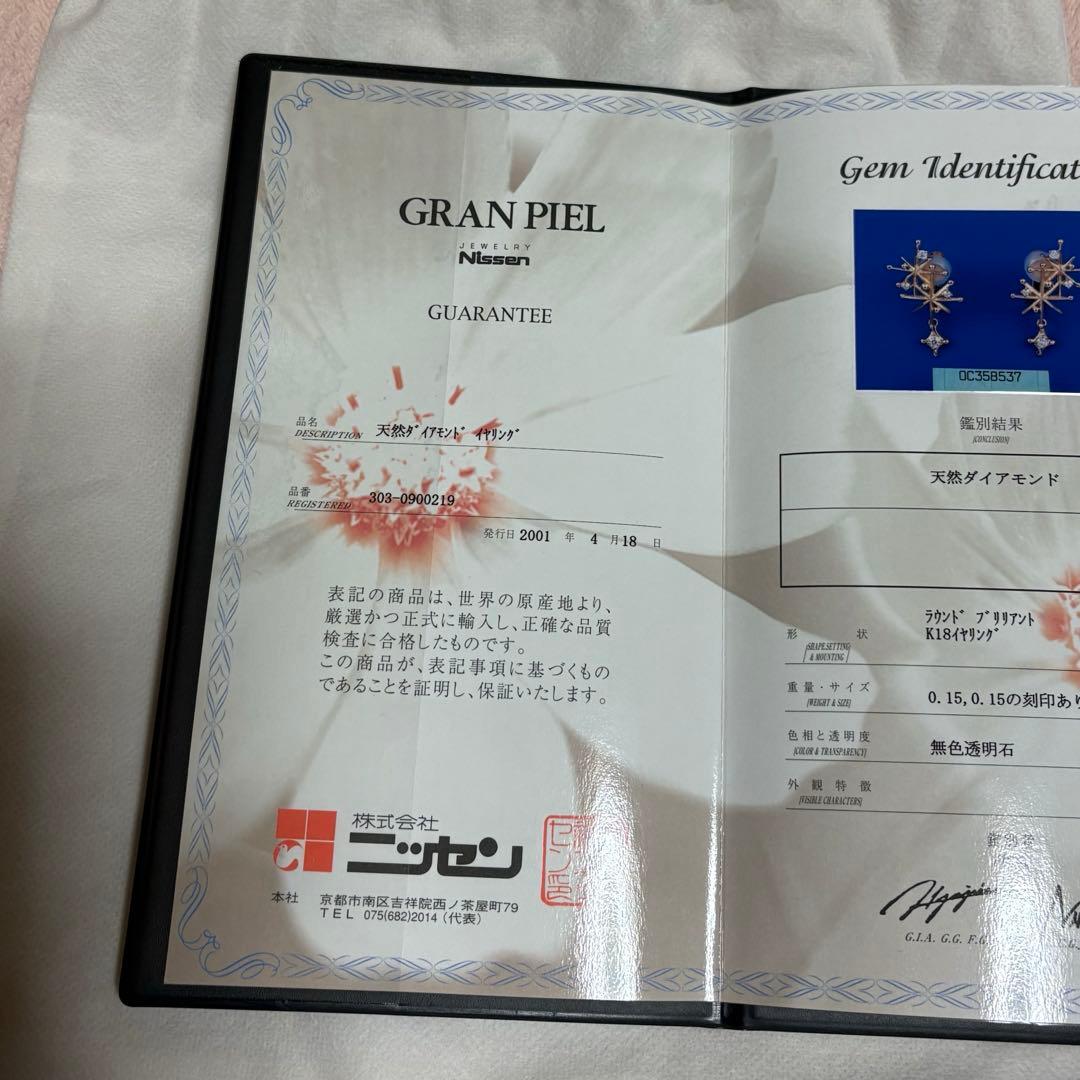 GRAN PIEL
JEWELRY
Nissen
GUARANTEE
品名
DESCRIPTION 天然ﾀﾞｲｱﾓﾝﾄﾞ ｲﾔﾘﾝｸﾞ
品番
REGISTERED 303-0900219
発行日 2001 年 4 月 18 日
表記の商品は、世界の原産地より、
厳選かつ正式に輸入し、正確な品質
検査に合格したものです。
この商品が、表記事項に基づくもの
であることを証明し、保証いたします。
株式会社
ニッセン
本社 京都市南区吉祥院西ノ茶屋町79
TEL 075(682)2014(代表)
Gem Identificat
OC35B537
鑑別結果
[CONCLUSION]
天然ダイアモンド
形 状
[SHAPE,SETTING
& MOUNTING]
ﾗｳﾝﾄﾞ ﾌﾞﾘﾘｱﾝﾄ
K18ｲﾔﾘﾝｸﾞ
重量・サイズ
[WEIGHT & SIZE]
0.15,0.15の刻印あり
色相と透明度
[COLOR & TRANSPARENCY]
無色透明石
外観特徴
[VISIBLE CHARACTERS]
G.I.A. G.G. F.G